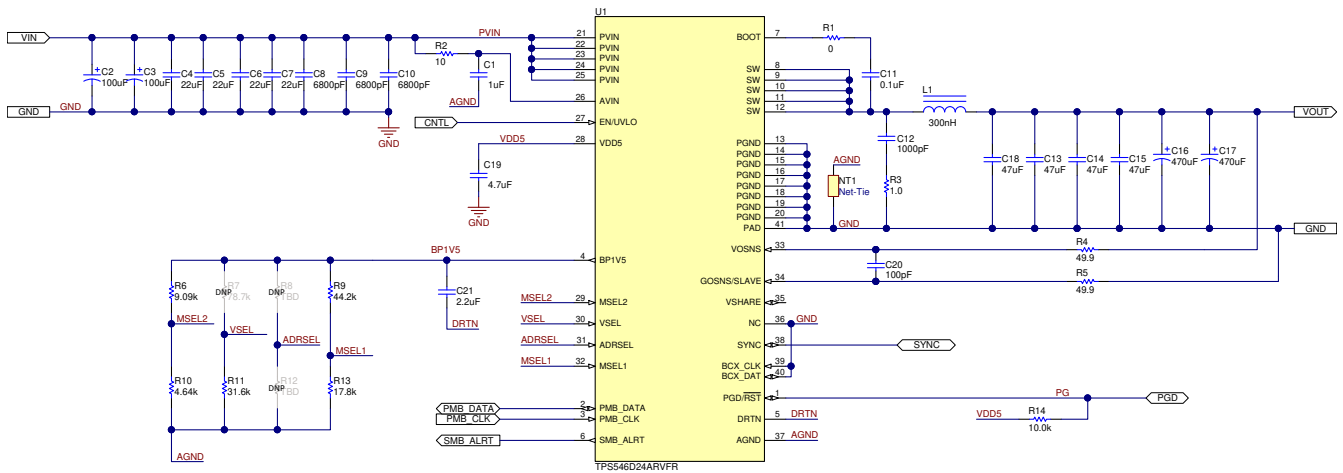 U1
VIN
PVIN
21 PVIN
22 PVIN
23 PVIN
24 PVIN
25 PVIN
26 AVIN
27 EN/UVLO
28 VDD5
4 BP1V5
29 MSEL2
30 VSEL
31 ADRSEL
32 MSEL1
2 PMB_DATA
3 PMB_CLK
6 SMB_ALRT
BOOT 7
SW 8
SW 9
SW 10
SW 11
SW 12
PGND 13
PGND 14
PGND 15
PGND 16
PGND 17
PGND 18
PGND 19
PGND 20
PAD 41
VOSNS 33
GOSNS/SLAVE 34
VSHARE 35
NC 36
SYNC 38
BCX_CLK 39
BCX_DAT 40
PGD/RST 1
DRTN 5
AGND 37
TPS546D24ARVFR
C2
100uF
C3
100uF
C4
22uF
C5
22uF
C6
22uF
C7
22uF
C8
6800pF
C9
6800pF
C10
6800pF
R2
10
C1
1uF
AGND
GND
GND
GND
CNTL
VDD5
C19
4.7uF
GND
BP1V5
C21
2.2uF
DRTN
R6
9.09k
R7
78.7k
DNP
R8
TBD
DNP
R9
44.2k
MSEL2
VSEL
ADRSEL
MSEL1
R10
4.64k
R11
31.6k
R12
TBD
DNP
R13
17.8k
AGND
MSEL2
VSEL
ADRSEL
MSEL1
PMB_DATA
PMB_CLK
SMB_ALRT
R1
0
C11
0.1uF
L1
300nH
VOUT
C12
1000pF
R3
1.0
AGND
NT1
Net-Tie
GND
C18
47uF
C13
47uF
C14
47uF
C15
47uF
C16
470uF
C17
470uF
GND
R4
49.9
C20
100pF
R5
49.9
GND
SYNC
PG
PGD
VDD5
R14
10.0k
DRTN
AGND